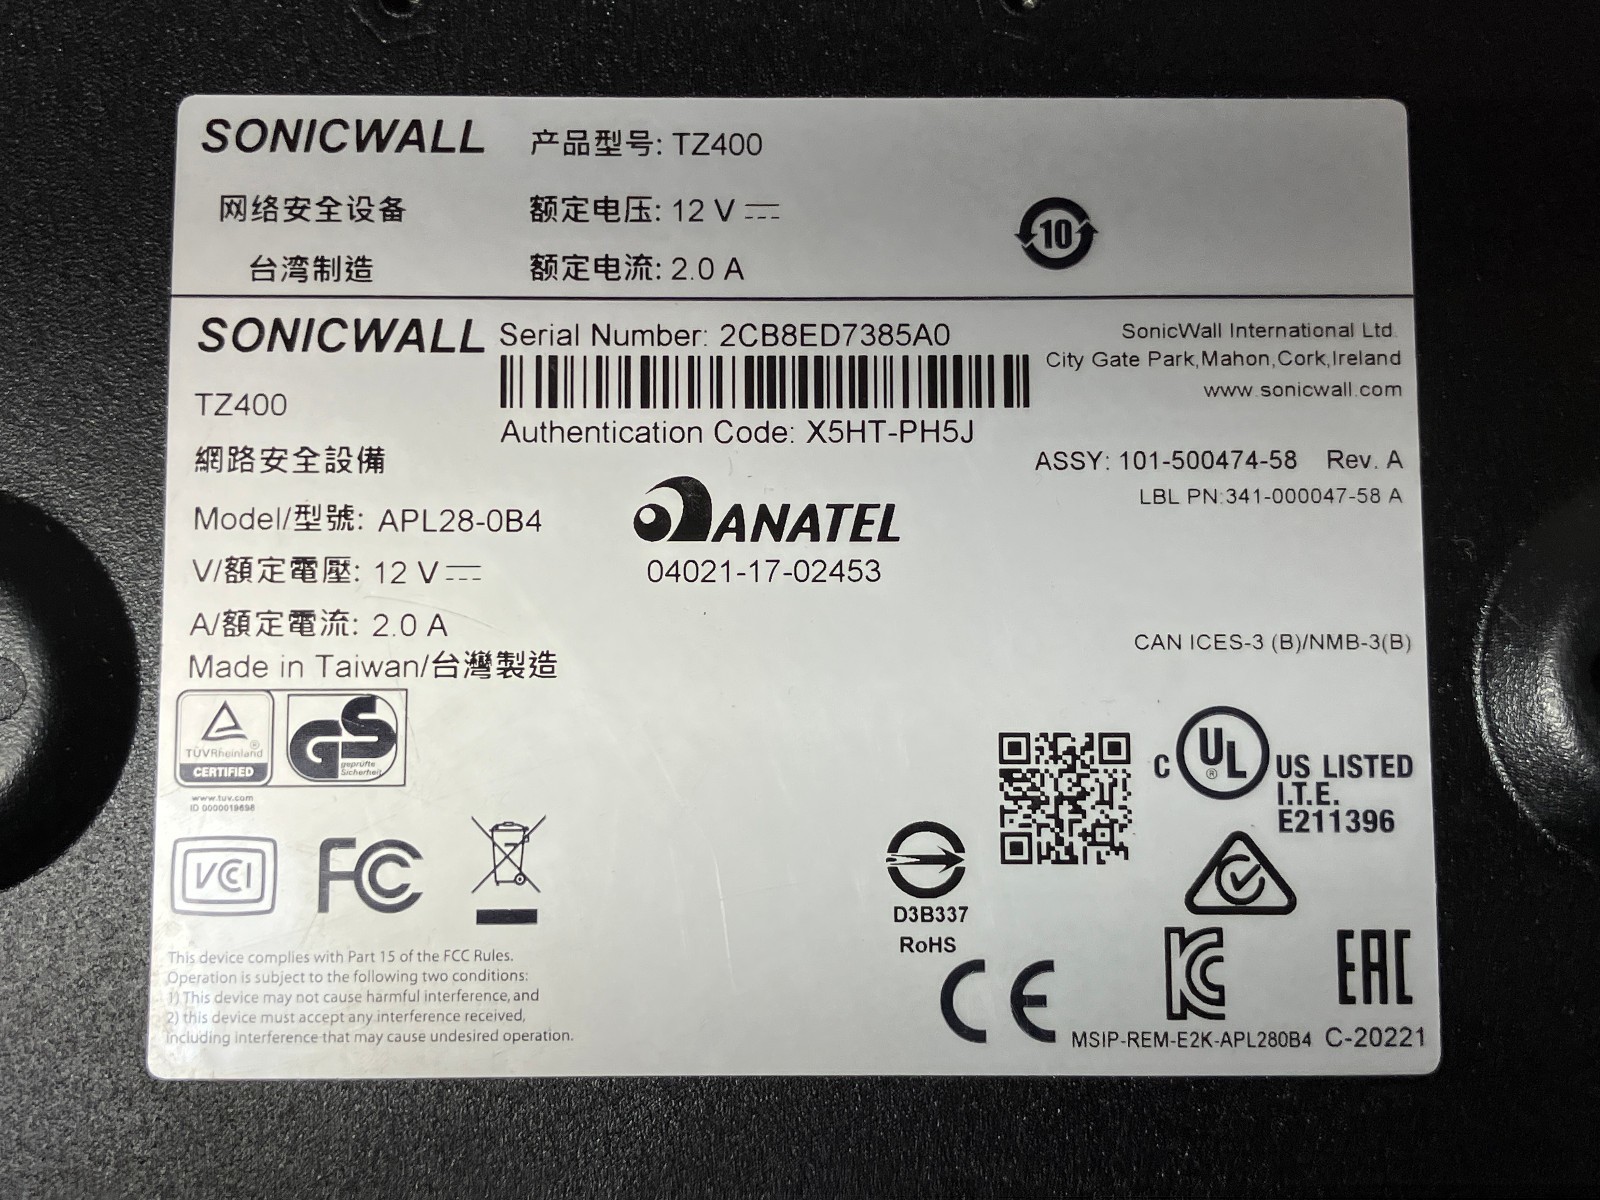 SONICWALL 产品型号: TZ400
网络安全设备 额定电压: 12 V
台湾制造 额定电流: 2.0 A
10
SONICWALL Serial Number: 2CB8ED7385A0
SonicWall International Ltd.
City Gate Park,Mahon,Cork,Ireland
www.sonicwall.com
TZ400
Authentication Code: X5HT-PH5J
網路安全設備
ASSY: 101-500474-58 Rev. A
LBL PN:341-000047-58 A
Model/型號: APL28-0B4
ANATEL
04021-17-02453
V/額定電壓: 12 V
A/額定電流: 2.0 A
Made in Taiwan/台灣製造
CAN ICES-3 (B)/NMB-3(B)
TÜVRheinland®
CERTIFIED
GS
geprüfte
Sicherheit
www.tuv.com
ID 0000019698
C UL® US LISTED
I.T.E.
E211396
VCI
FC
D3B337
RoHS
This device complies with Part 15 of the FCC Rules.
Operation is subject to the following two conditions:
1) This device may not cause harmful interference, and
2) this device must accept any interference received,
including interference that may cause undesired operation.
CE
KC
EAC
MSIP-REM-E2K-APL280B4 C-20221